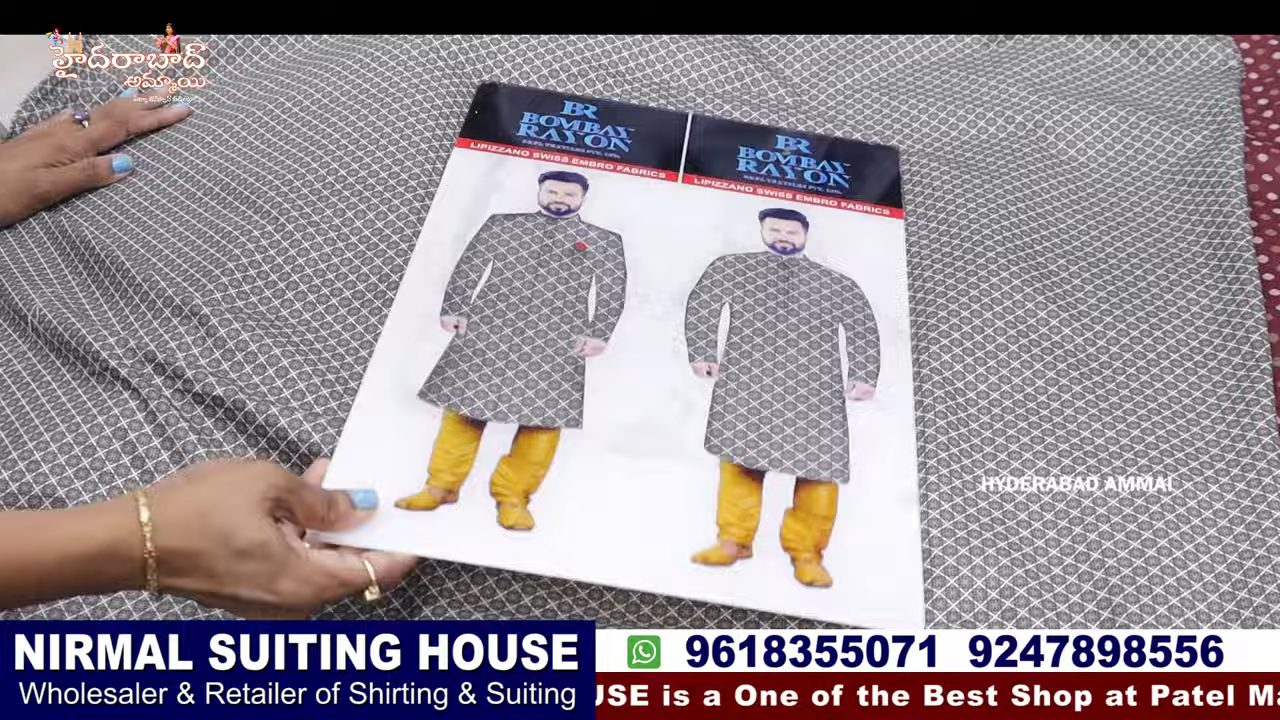 హైదరాబాద్
అమ్మాయి
BR
BOMBAY
RAYON
LIPIZZANO SWISS EMBRO FABRICS
BR
BOMBAY
RAYON
LIPIZZANO SWISS EMBRO FABRICS
HYDERABAD AMMAI
NIRMAL SUITING HOUSE
Wholesaler & Retailer of Shirting & Suiting
9618355071 9247898556
USE is a One of the Best Shop at Patel Ma